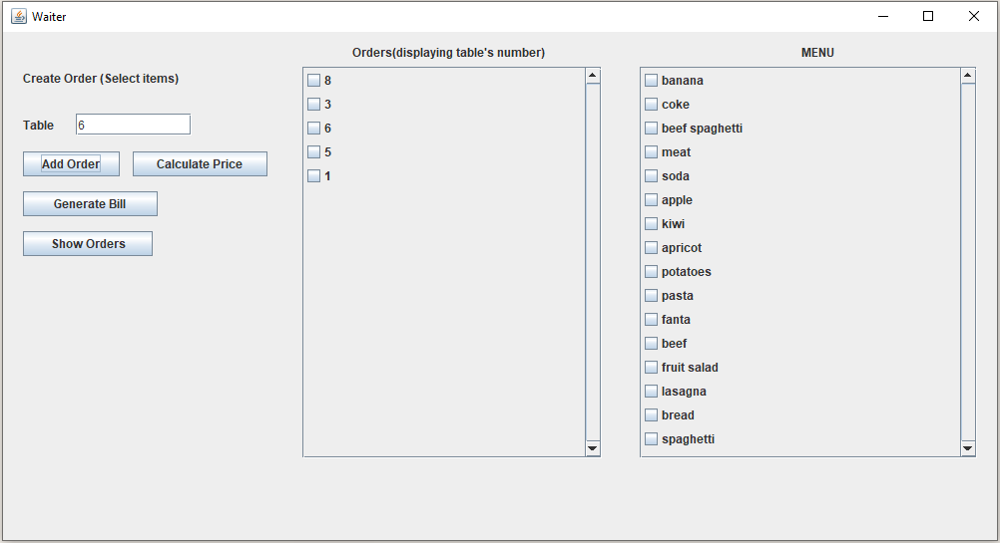 Waiter
Create Order (Select items)
Table 6
Add Order Calculate Price
Generate Bill
Show Orders
Orders(displaying table's number)
8
3
6
5
1
MENU
banana
coke
beef spaghetti
meat
soda
apple
kiwi
apricot
potatoes
pasta
fanta
beef
fruit salad
lasagna
bread
spaghetti